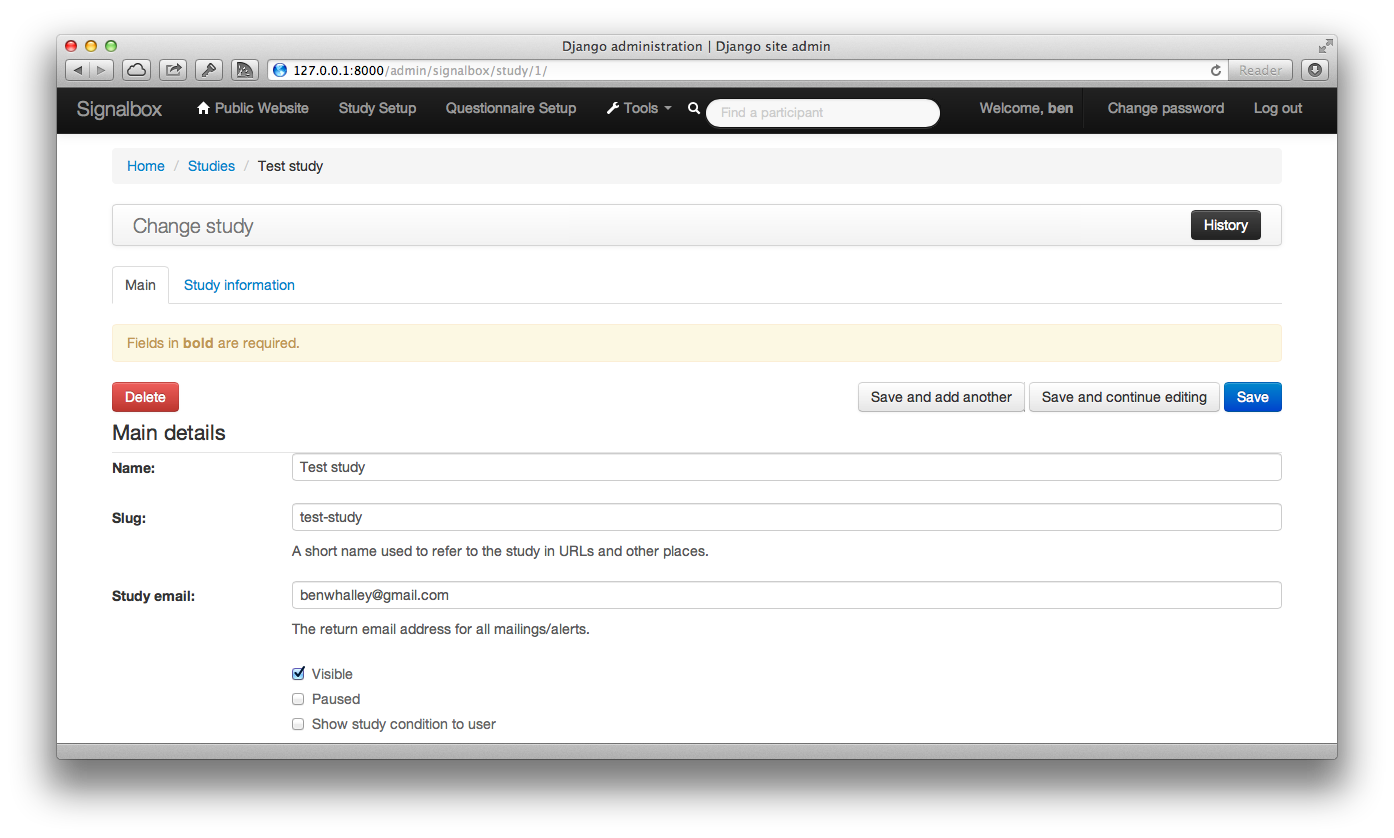 Django administration | Django site admin
127.0.0.1:8000/admin/signalbox/study/1/ Reader
Signalbox Public Website Study Setup Questionnaire Setup Tools Find a participant Welcome, ben Change password Log out
Home / Studies / Test study
Change study History
Main Study information
Fields in bold are required.
Delete Save and add another Save and continue editing Save
Main details
Name: Test study
Slug: test-study
A short name used to refer to the study in URLs and other places.
Study email: benwhalley@gmail.com
The return email address for all mailings/alerts.
Visible
Paused
Show study condition to user